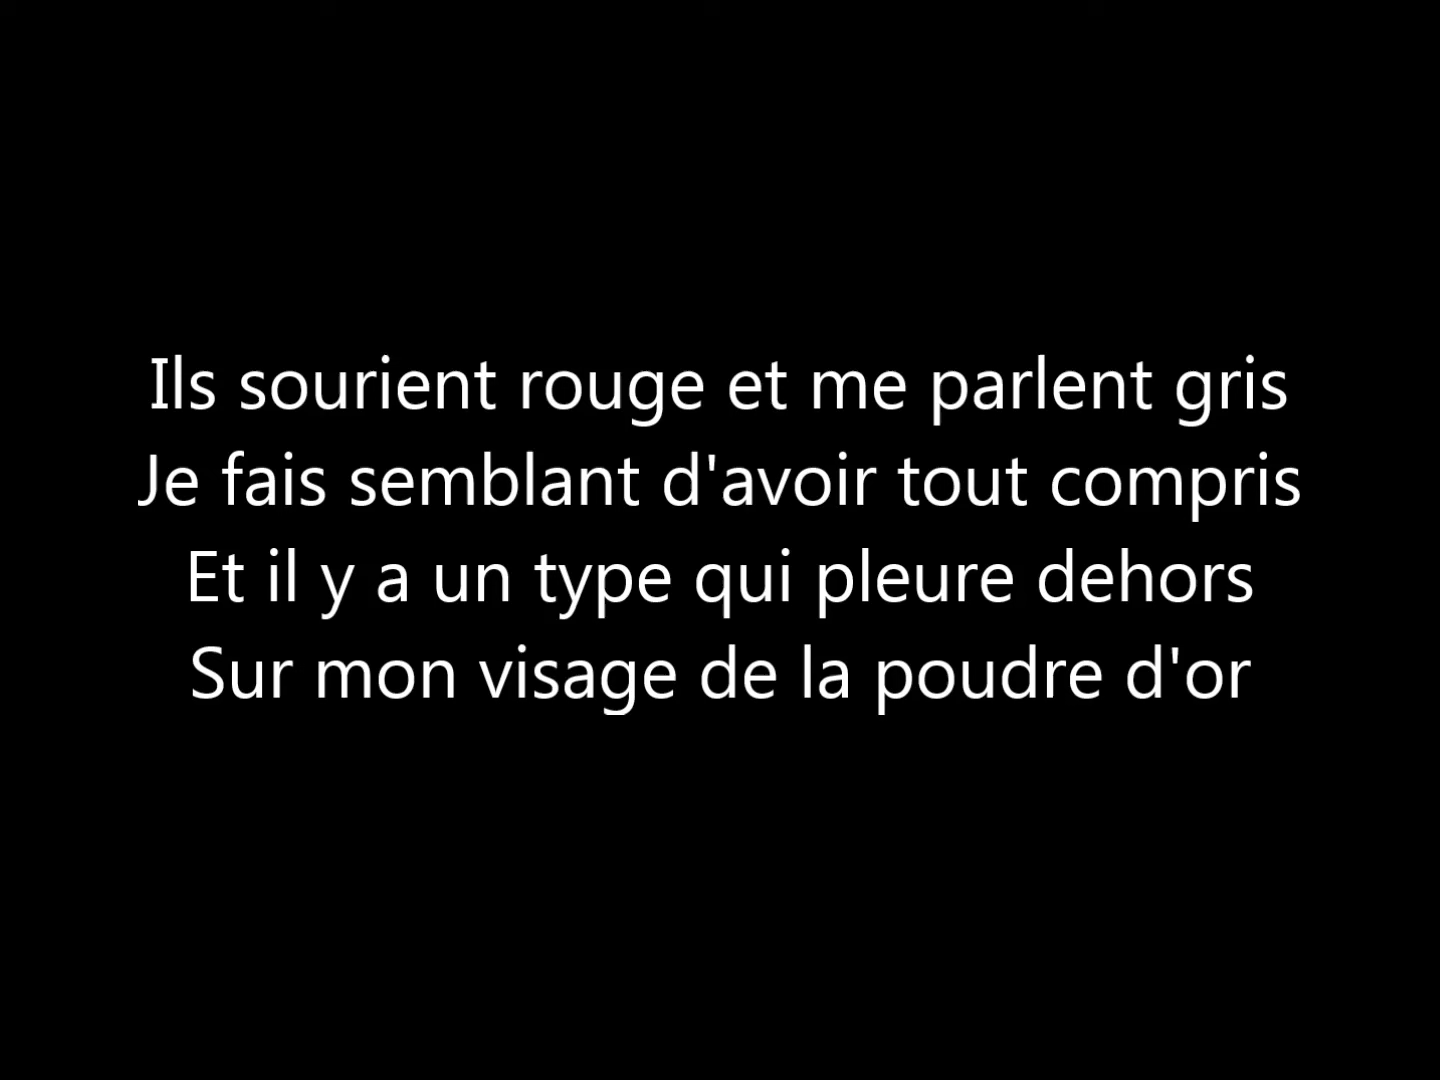 Ils sourient rouge et me parlent gris
Je fais semblant d'avoir tout compris
Et il y a un type qui pleure dehors
Sur mon visage de la poudre d'or